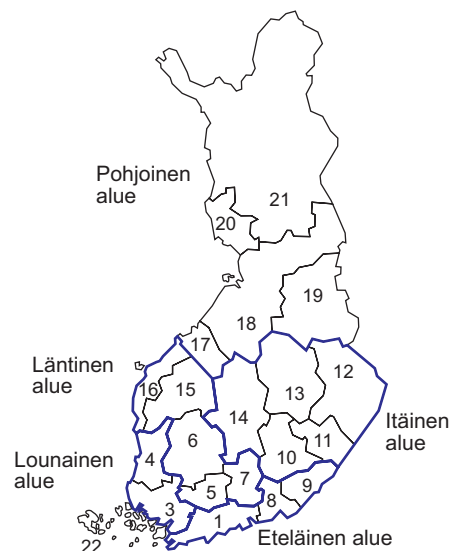 Pohjoinen
alue
21
20
19
18
17
Läntinen
alue
16
15
14
13
12
Itäinen
alue
11
10
6
4
Lounainen
alue
9
8
7
5
3
1
22
Eteläinen alue